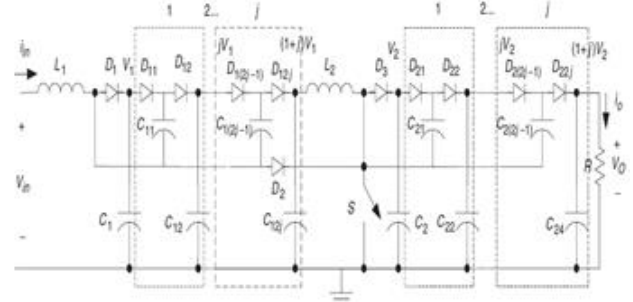 1 2... j 1 2... j
i_in L_1 D_1 V_1 D_11 D_12 jV_1 D_1(2j-1) (1+j)V_1 D_12j L_2 V_2 D_3 D_21 D_22 jV_2 D_2(2j-1) (1+j)V_2 D_22j i_o
+ C_11 C_1(2j-1) C_21 C_2(2j-1) +
V_in D_2 R V_O
- C_1 C_12 C_12j S C_2 C_22 C_24 -